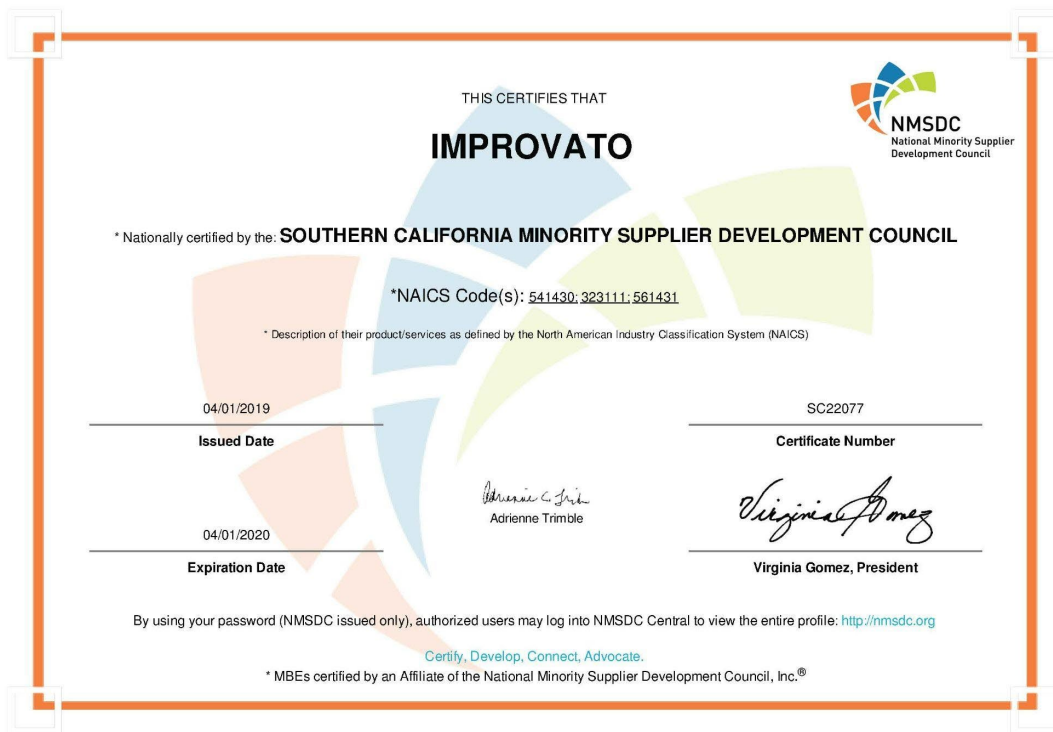 THIS CERTIFIES THAT
IMPROVATO
NMSDC
National Minority Supplier
Development Council
* Nationally certified by the: SOUTHERN CALIFORNIA MINORITY SUPPLIER DEVELOPMENT COUNCIL
*NAICS Code(s): 541430; 323111; 561431
* Description of their product/services as defined by the North American Industry Classification System (NAICS)
04/01/2019
Issued Date
SC22077
Certificate Number
Adrienne Trimble
04/01/2020
Expiration Date
Virginia Gomez
Virginia Gomez, President
By using your password (NMSDC issued only), authorized users may log into NMSDC Central to view the entire profile: http://nmsdc.org
Certify, Develop, Connect, Advocate.
* MBEs certified by an Affiliate of the National Minority Supplier Development Council, Inc.®